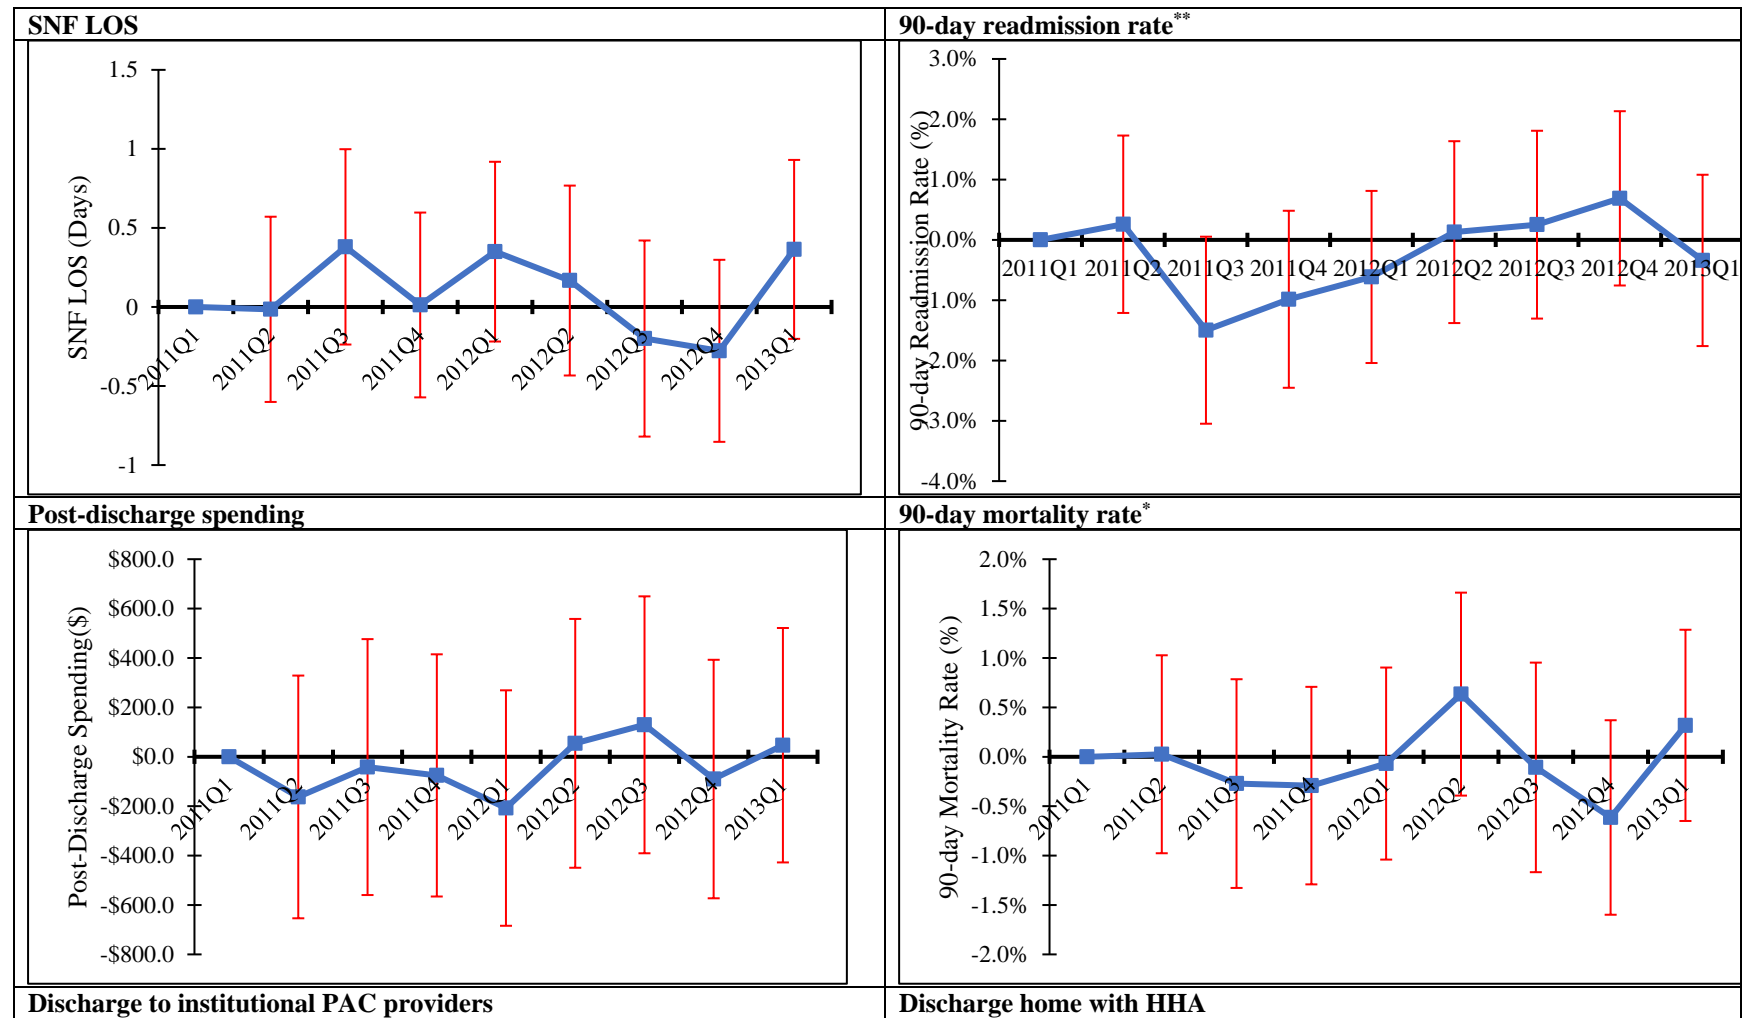 SNF LOS
1.5
1
0.5
0
-0.5
-1
SNF LOS (Days)
2011Q1 2011Q2 2011Q3 2011Q4 2012Q1 2012Q2 2012Q3 2012Q4 2013Q1
90-day readmission rate**
3.0%
2.0%
1.0%
0.0%
-1.0%
-2.0%
-3.0%
-4.0%
90-day Readmission Rate (%)
2011Q1 2011Q2 2011Q3 2011Q4 2012Q1 2012Q2 2012Q3 2012Q4 2013Q1
Post-discharge spending
$800.0
$600.0
$400.0
$200.0
$0.0
-$200.0
-$400.0
-$600.0
-$800.0
Post-Discharge Spending($)
2011Q1 2011Q2 2011Q3 2011Q4 2012Q1 2012Q2 2012Q3 2012Q4 2013Q1
90-day mortality rate*
2.0%
1.5%
1.0%
0.5%
0.0%
-0.5%
-1.0%
-1.5%
-2.0%
90-day Mortality Rate (%)
2011Q1 2011Q2 2011Q3 2011Q4 2012Q1 2012Q2 2012Q3 2012Q4 2013Q1
Discharge to institutional PAC providers
Discharge home with HHA